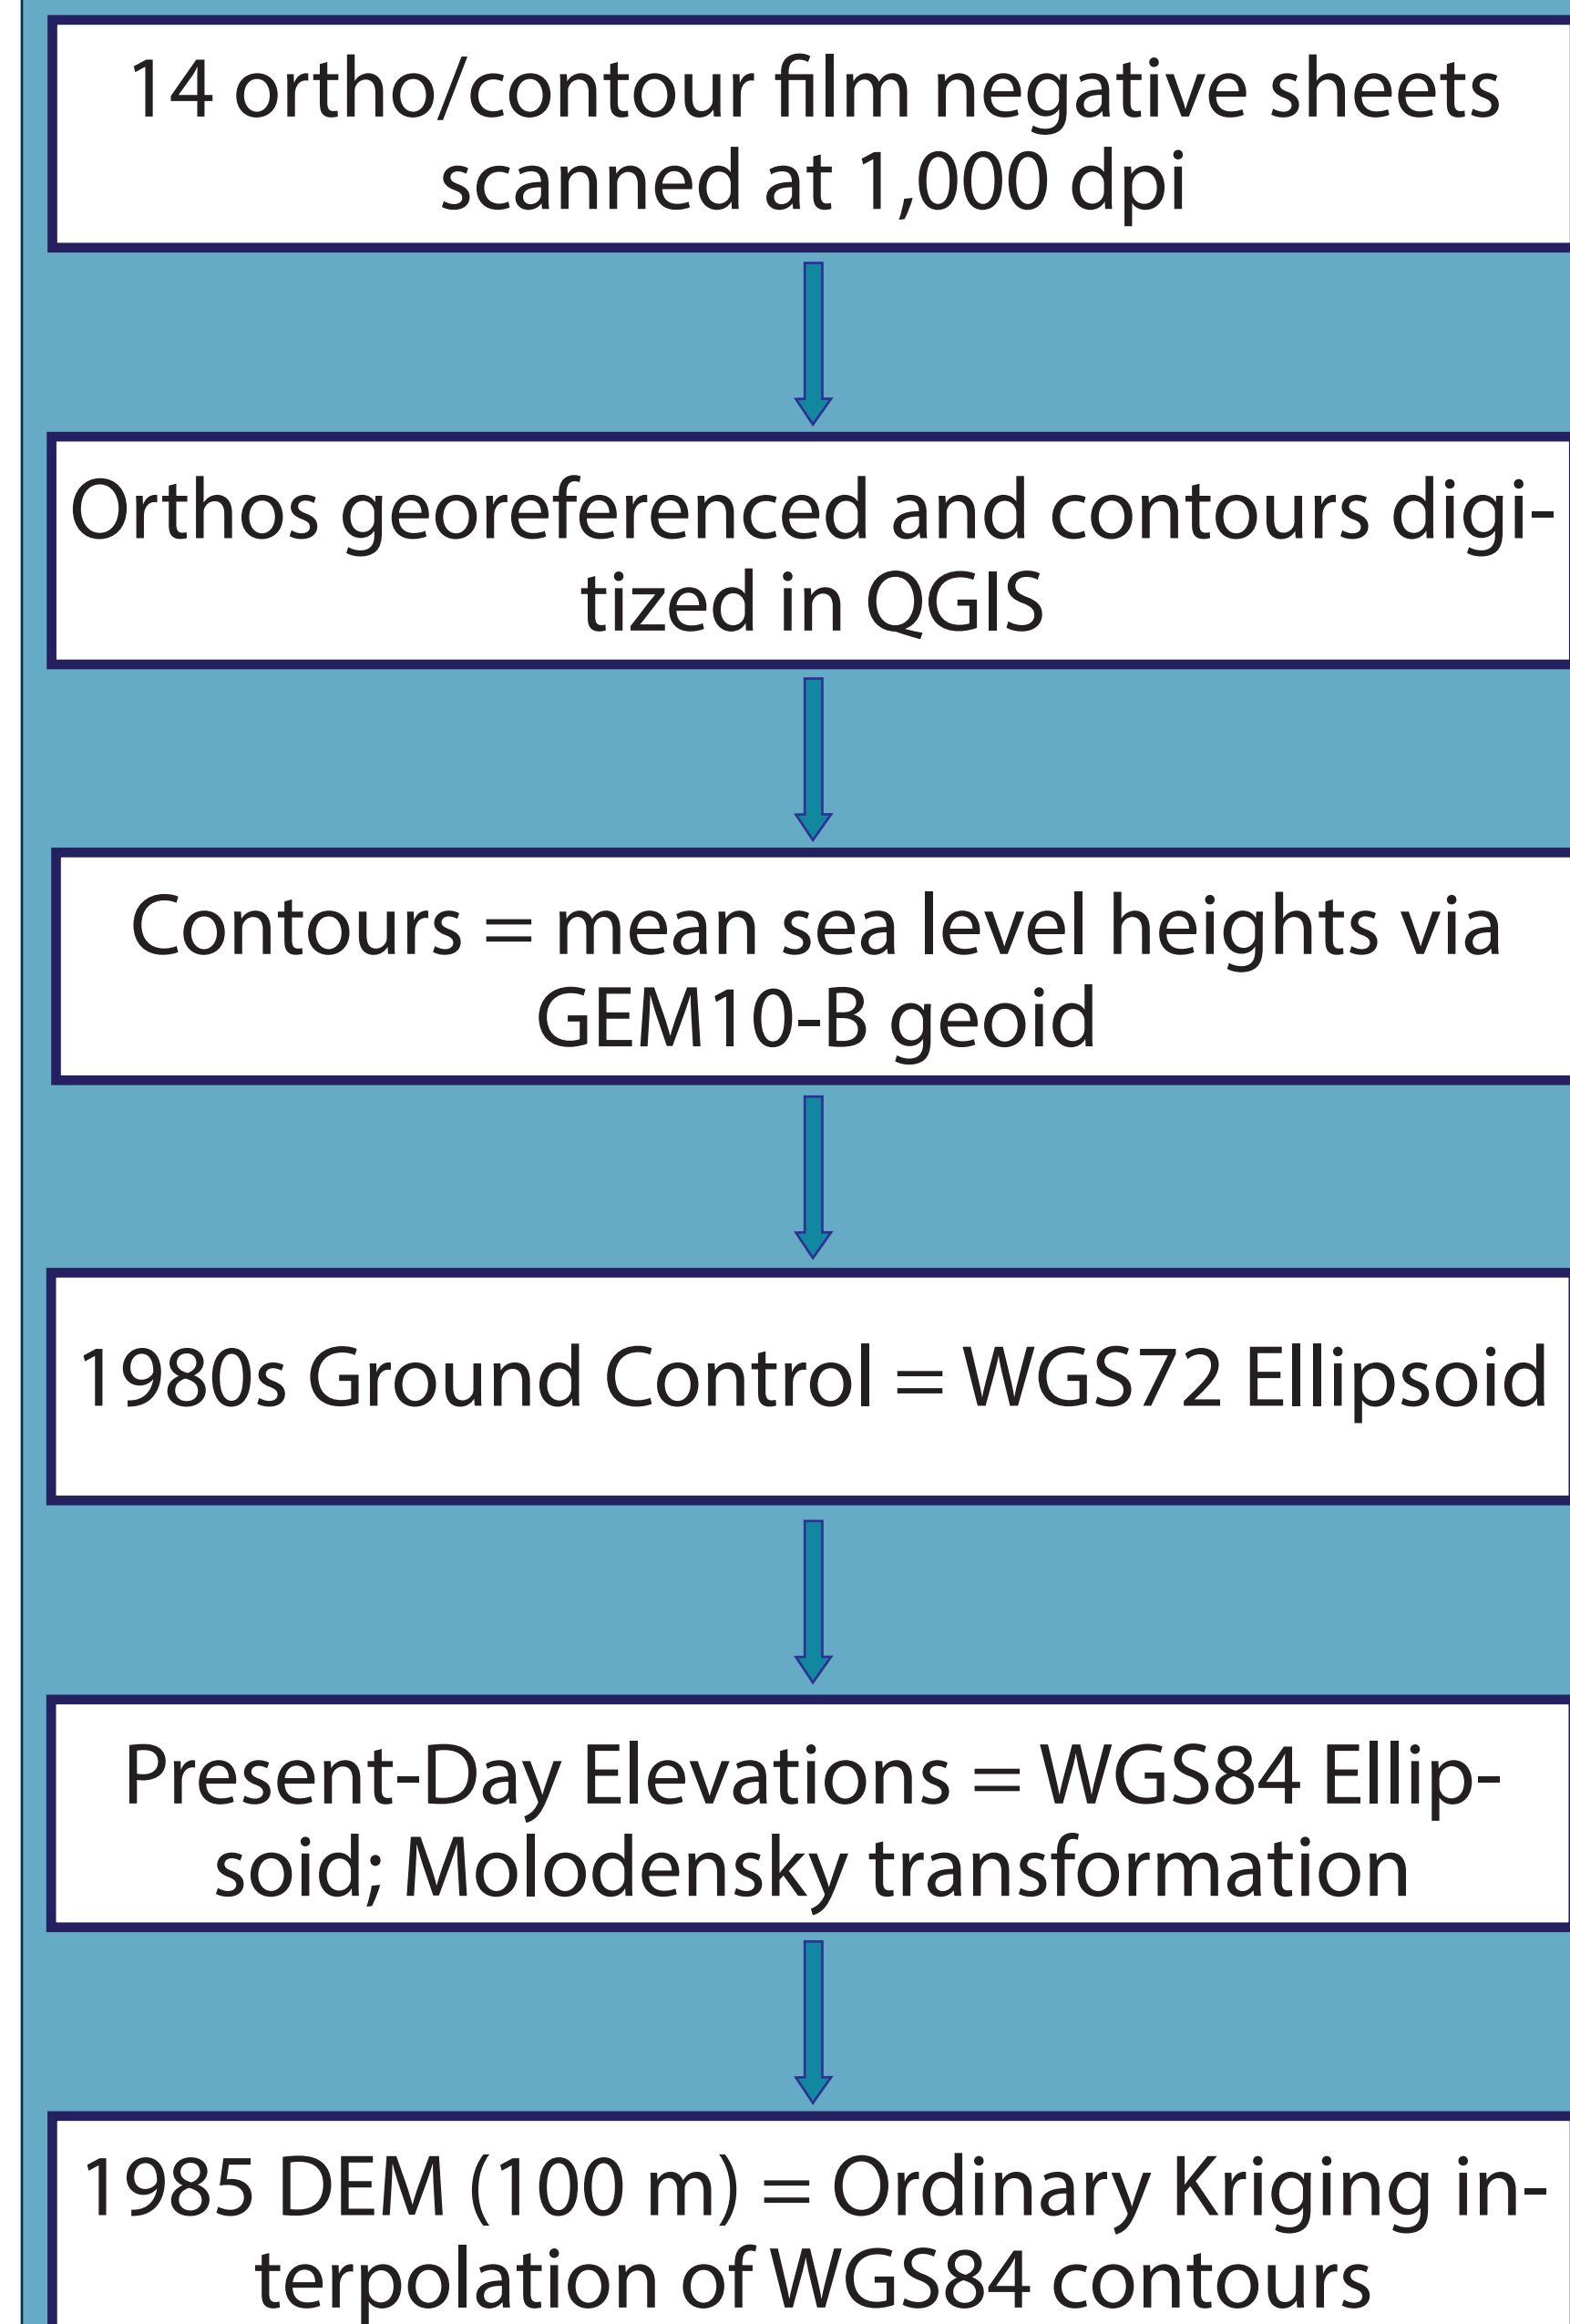 14 ortho/contour film negative sheets
scanned at 1,000 dpi
Orthos georeferenced and contours digi-
tized in QGIS
Contours = mean sea level heights via
GEM10-B geoid
1980s Ground Control = WGS72 Ellipsoid
Present-Day Elevations = WGS84 Ellip-
soid; Molodensky transformation
1985 DEM (100 m) = Ordinary Kriging in-
terpolation of WGS84 contours